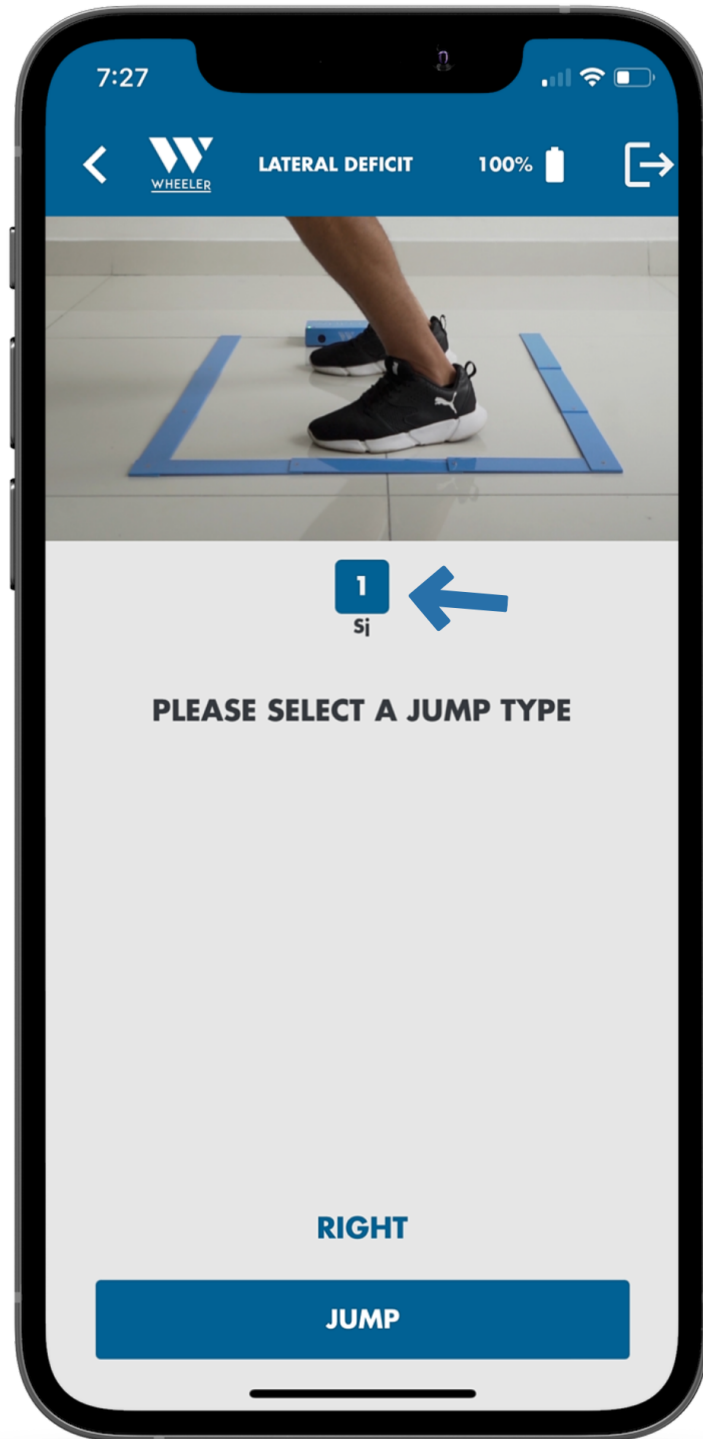 7:27
WHEELER
LATERAL DEFICIT
100%
1
Sj
PLEASE SELECT A JUMP TYPE
RIGHT
JUMP